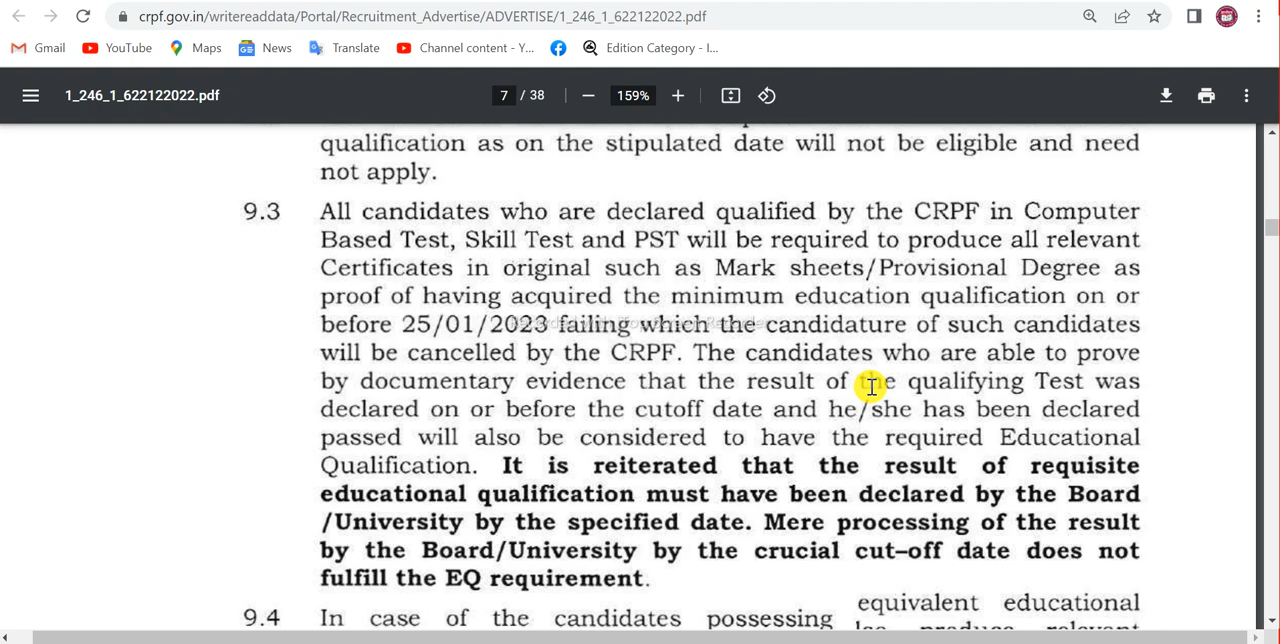 crpf.gov.in/writereaddata/Portal/Recruitment_Advertise/ADVERTISE/1_246_1_622122022.pdf
Gmail YouTube Maps News Translate Channel content - Y... Edition Category - I...
1_246_1_622122022.pdf 7 / 38 159%
qualification as on the stipulated date will not be eligible and need
not apply.
9.3 All candidates who are declared qualified by the CRPF in Computer
Based Test, Skill Test and PST will be required to produce all relevant
Certificates in original such as Mark sheets/Provisional Degree as
proof of having acquired the minimum education qualification on or
before 25/01/2023 failing which the candidature of such candidates
will be cancelled by the CRPF. The candidates who are able to prove
by documentary evidence that the result of the qualifying Test was
declared on or before the cutoff date and he/she has been declared
passed will also be considered to have the required Educational
Qualification. It is reiterated that the result of requisite
educational qualification must have been declared by the Board
/University by the specified date. Mere processing of the result
by the Board/University by the crucial cut-off date does not
fulfill the EQ requirement.
9.4 In case of the candidates possessing equivalent educational